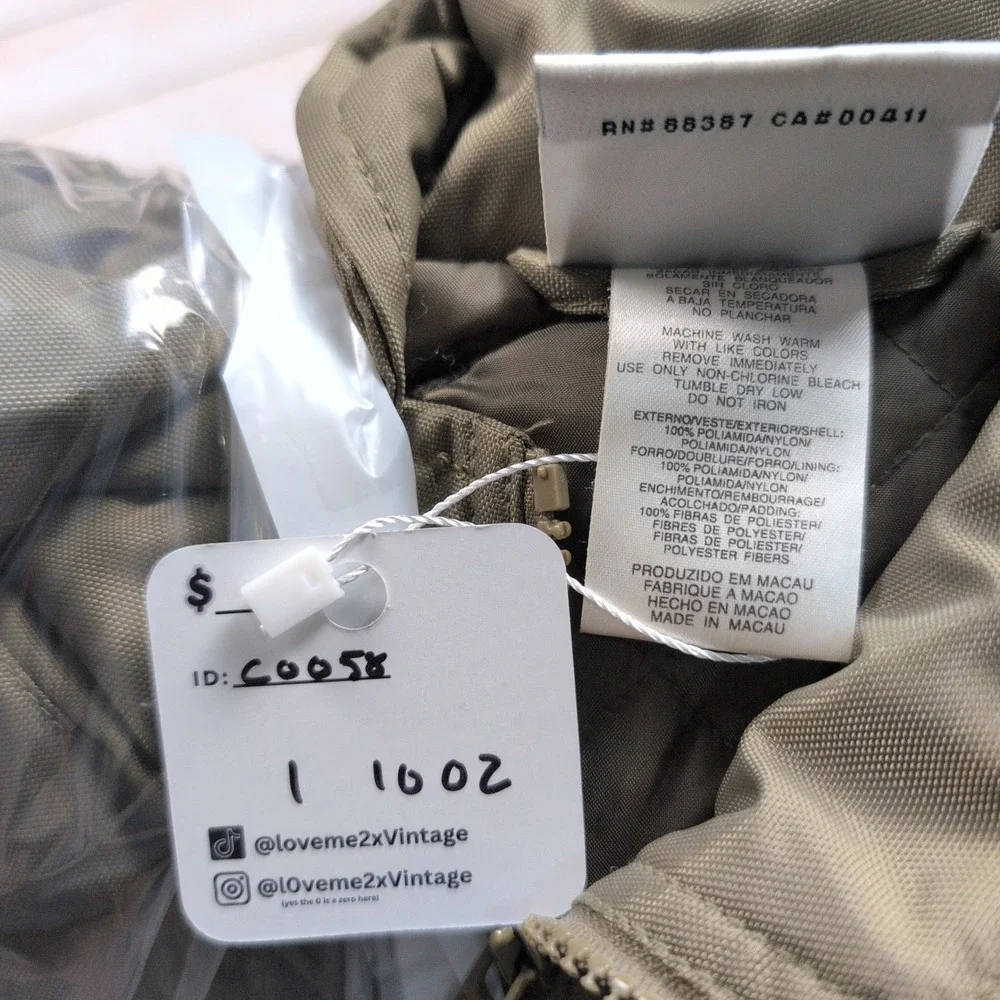 RN# 88387 CA# 00411
SOLAMENTE BLANQUEADOR
SIN CLORO
SECAR EN SECADORA
A BAJA TEMPERATURA
NO PLANCHAR
MACHINE WASH WARM
WITH LIKE COLORS
REMOVE IMMEDIATELY
USE ONLY NON-CHLORINE BLEACH
TUMBLE DRY LOW
DO NOT IRON
EXTERNO/VESTE/EXTERIOR/SHELL:
100% POLIAMIDA/NYLON/
POLIAMIDA/NYLON
FORRO/DOUBLURE/FORRO/LINING:
100% POLIAMIDA/NYLON/
POLIAMIDA/NYLON
ENCHIMENTO/REMBOURRAGE/
ACOLCHADO/PADDING:
100% FIBRAS DE POLIESTER/
FIBRES DE POLYESTER/
FIBRAS DE POLIESTER/
POLYESTER FIBERS
PRODUZIDO EM MACAU
FABRIQUE A MACAO
HECHO EN MACAO
MADE IN MACAU
$
ID: C0058
1 1002
@loveme2xVintage
@l0veme2xVintage
(yes the 0 is a zero here)